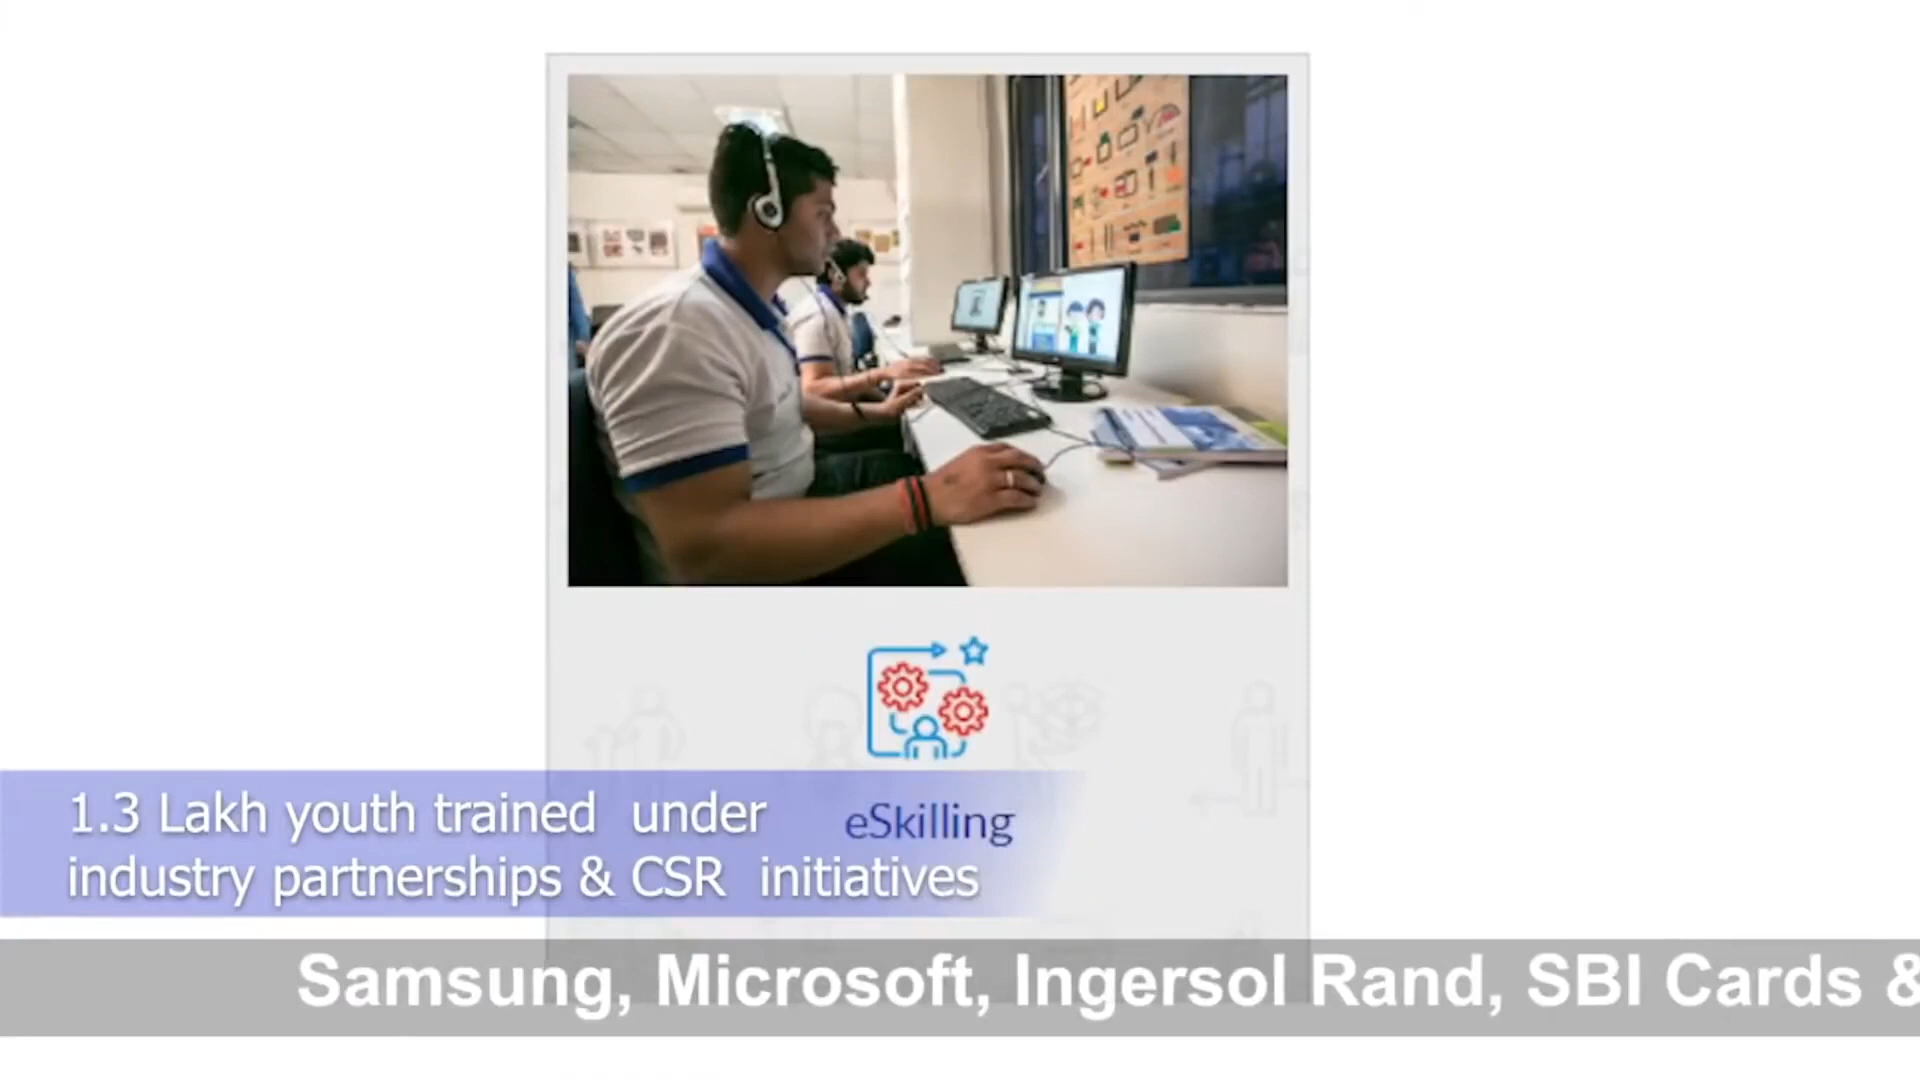 eSkilling
1.3 Lakh youth trained under
industry partnerships & CSR initiatives
Samsung, Microsoft, Ingersol Rand, SBI Cards &